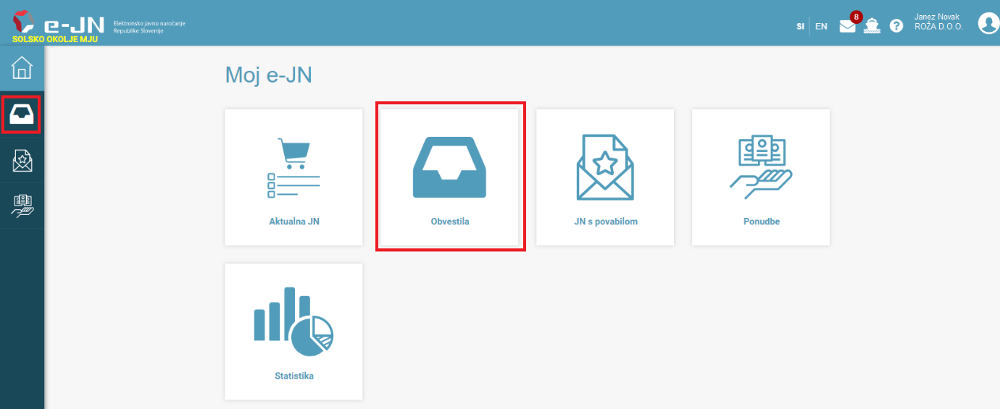 e-JN
Elektronsko javno naročanje
Republike Slovenije
SOLSKO OKOLJE MJU
SI EN
8
?
Janez Novak
ROŽA D.O.O.
Moj e-JN
Aktualna JN
Obvestila
JN s povabilom
Ponudbe
Statistika